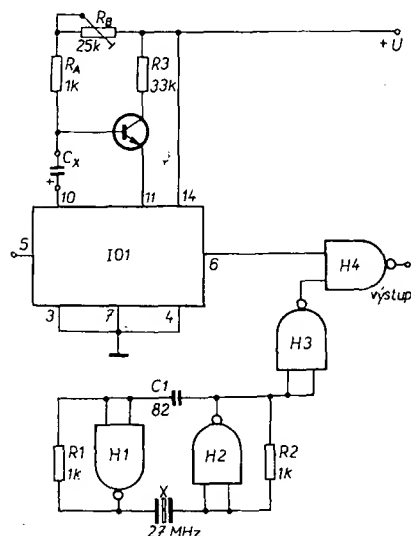 R_B
25k
+ U
R_A
1k
R3
33k
C_X
+
10
11
14
5
IO1
6
H4
výstup
3
7
4
H3
C1
82
R1
1k
H1
H2
R2
1k
X
27 MHz